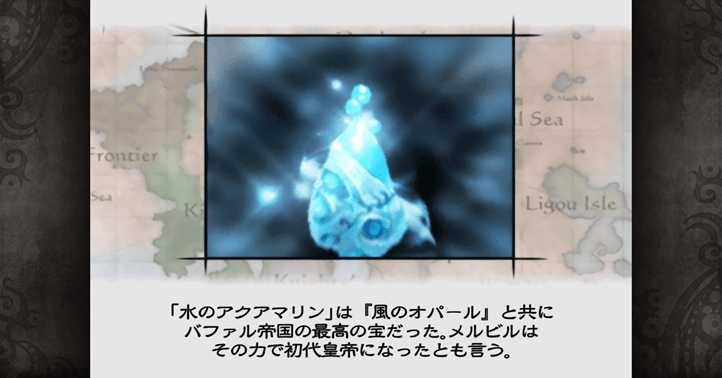 Frontier
Sea
l Sea
Ligou Isle
Knights'
「水のアクアマリン」は『風のオパール』と共に
バファル帝国の最高の宝だった。メルビルは
その力で初代皇帝になったとも言う。